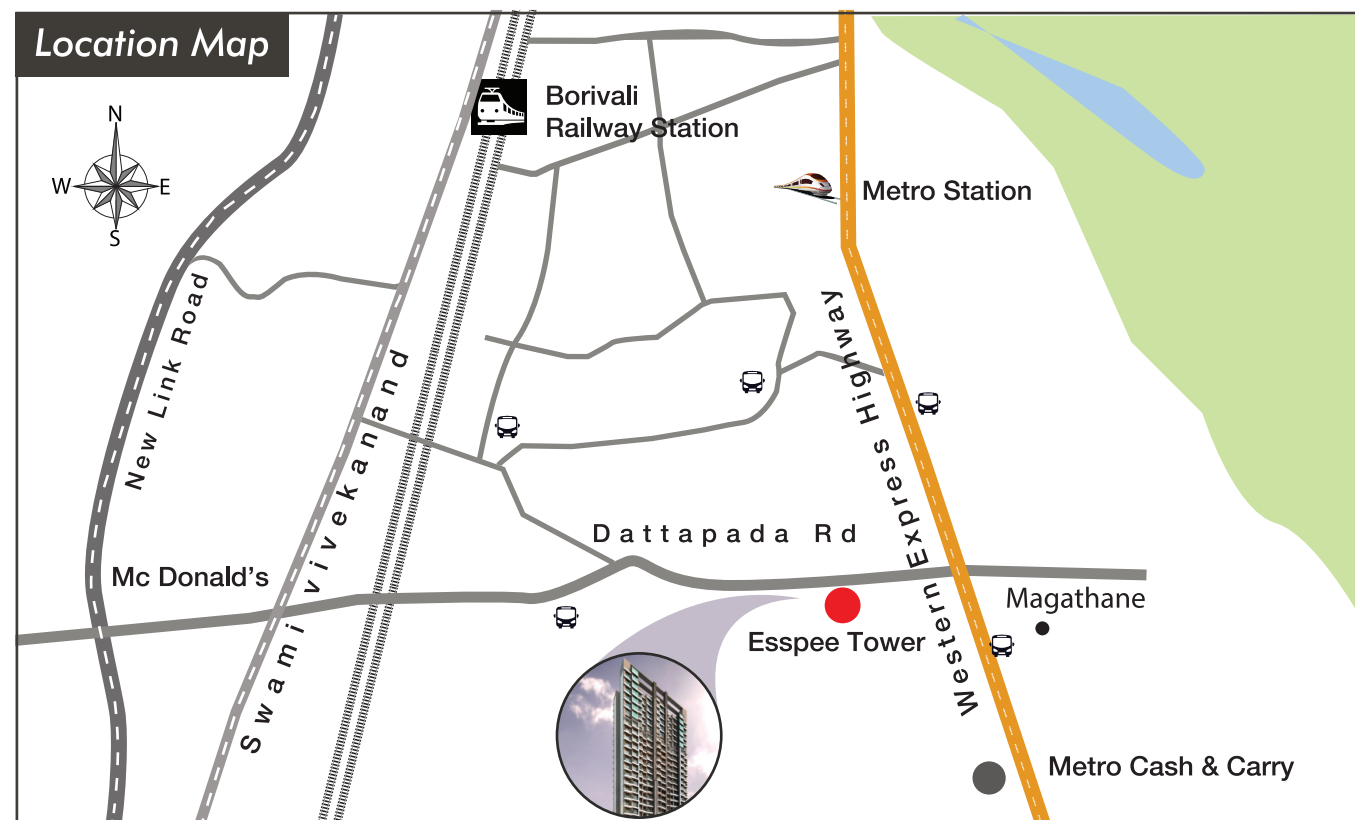 Location Map
N
W
E
S
Borivali
Railway Station
Metro Station
New Link Road
Swami vivekanand
Western Express Highway
Dattapada Rd
Mc Donald's
Magathane
Esspee Tower
Metro Cash & Carry